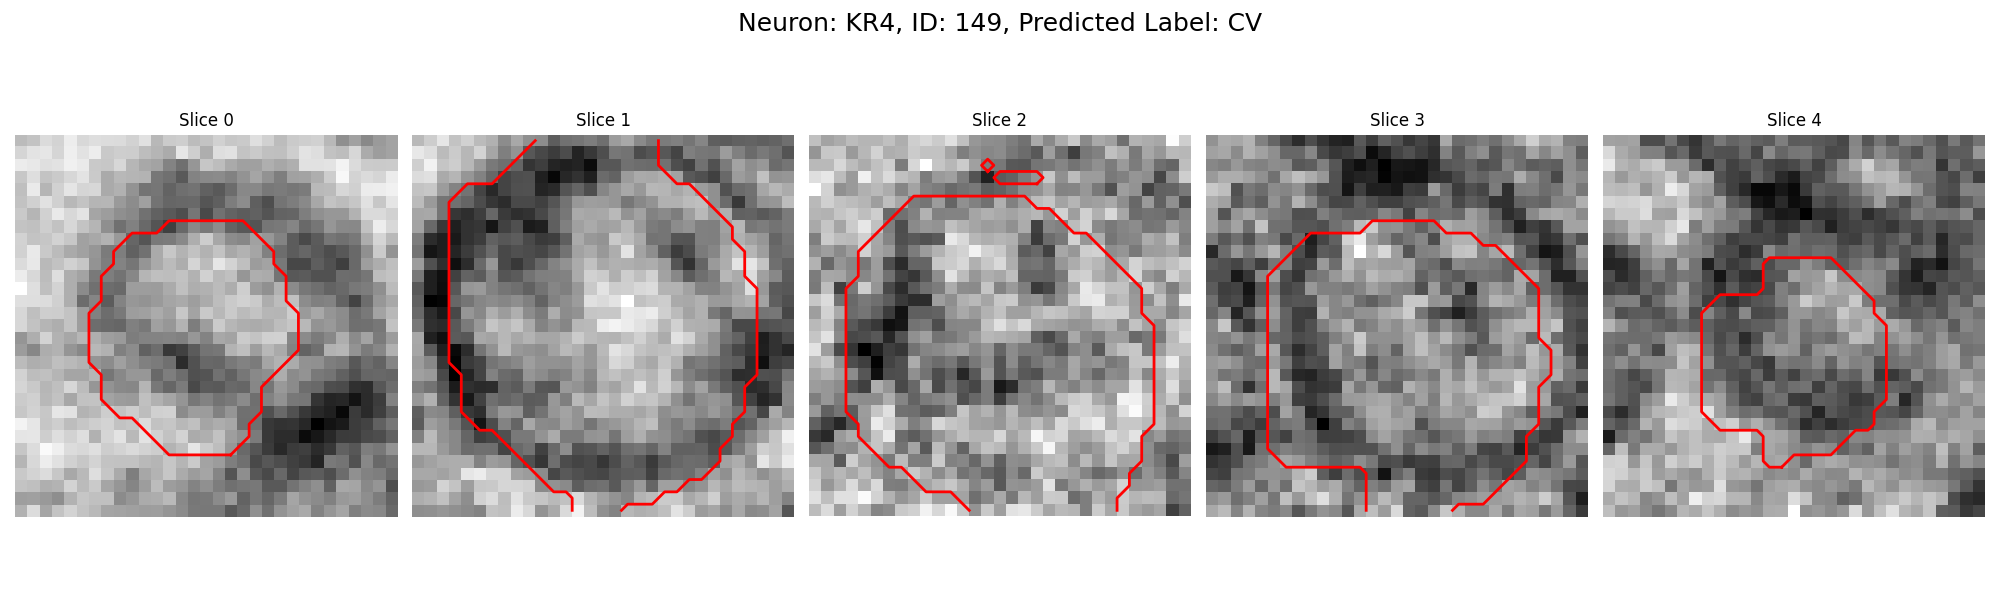 Neuron: KR4, ID: 149, Predicted Label: CV
Slice 0
Slice 1
Slice 2
Slice 3
Slice 4